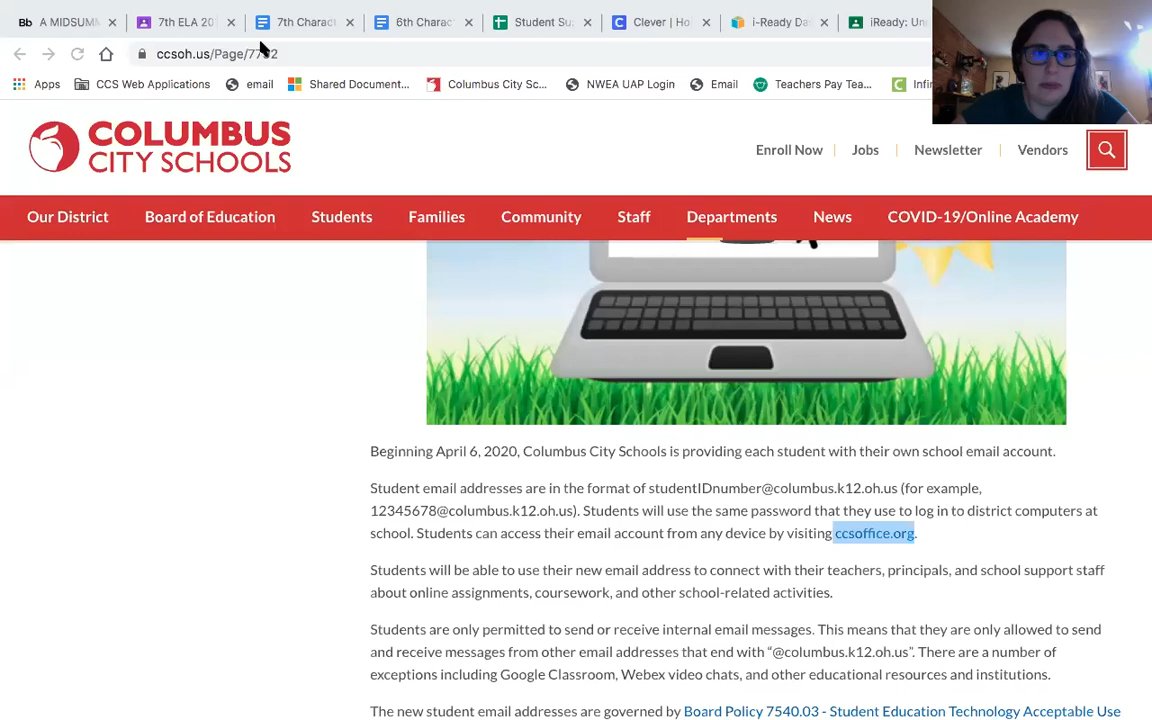 Bb A MIDSUMM
7th ELA 20
7th Charac
6th Charac
Student Su
Clever | Ho
i-Ready Da
iReady: Un
ccsoh.us/Page/7792
Apps
CCS Web Applications
email
Shared Document...
Columbus City Sc...
NWEA UAP Login
Email
Teachers Pay Tea...
Infin
COLUMBUS
CITY SCHOOLS
Enroll Now
Jobs
Newsletter
Vendors
Our District
Board of Education
Students
Families
Community
Staff
Departments
News
COVID-19/Online Academy
Beginning April 6, 2020, Columbus City Schools is providing each student with their own school email account.
Student email addresses are in the format of studentIDnumber@columbus.k12.oh.us (for example,
12345678@columbus.k12.oh.us). Students will use the same password that they use to log in to district computers at
school. Students can access their email account from any device by visiting ccsoffice.org.
Students will be able to use their new email address to connect with their teachers, principals, and school support staff
about online assignments, coursework, and other school-related activities.
Students are only permitted to send or receive internal email messages. This means that they are only allowed to send
and receive messages from other email addresses that end with “@columbus.k12.oh.us”. There are a number of
exceptions including Google Classroom, Webex video chats, and other educational resources and institutions.
The new student email addresses are governed by Board Policy 7540.03 - Student Education Technology Acceptable Use